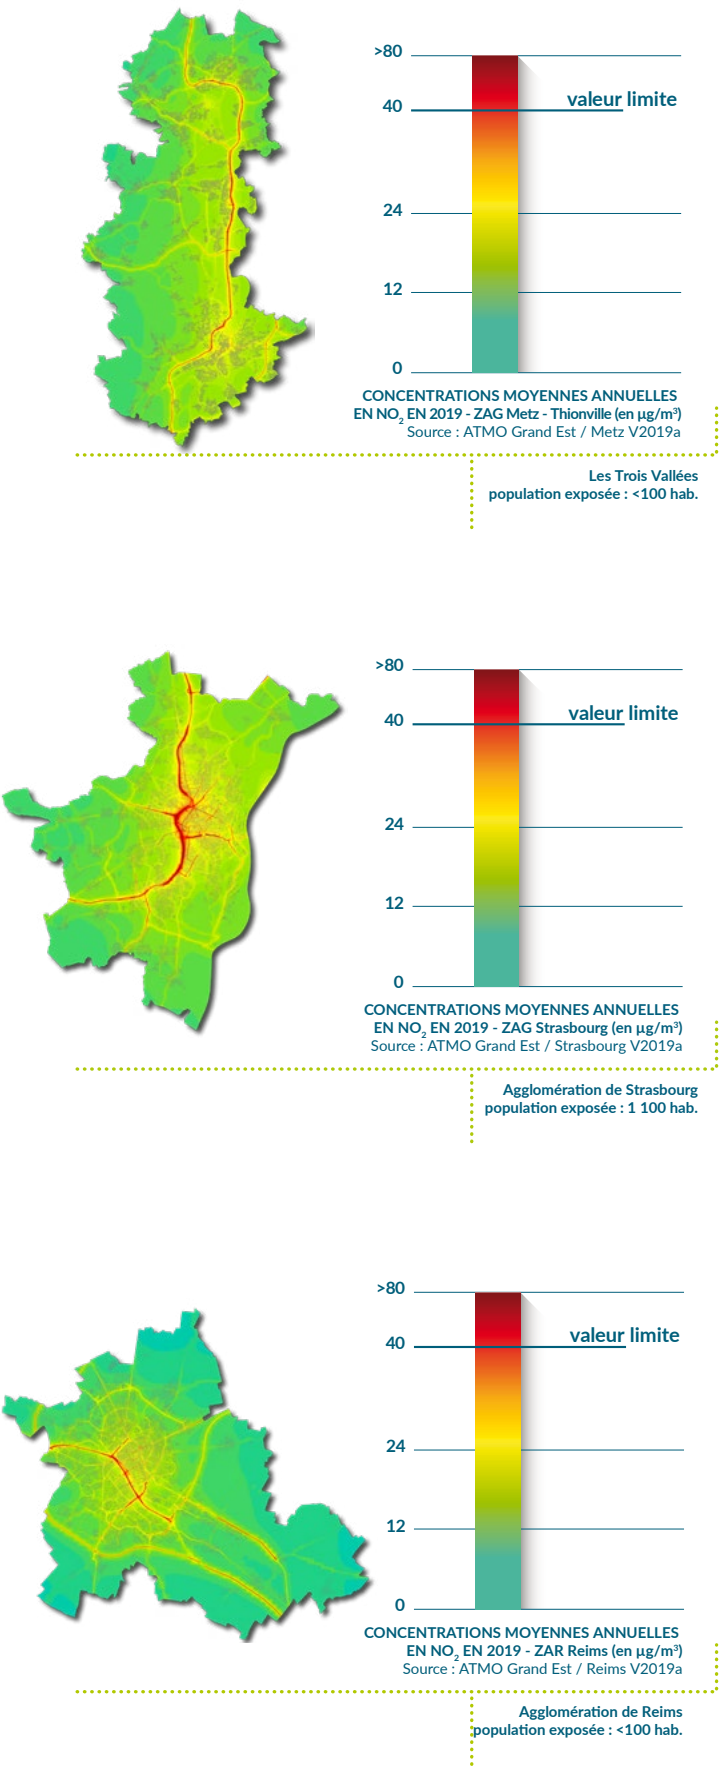 >80
valeur limite
40
24
12
0
CONCENTRATIONS MOYENNES ANNUELLES
EN NO2 EN 2019 - ZAG Metz - Thionville (en µg/m³)
Source : ATMO Grand Est / Metz V2019a
Les Trois Vallées
population exposée : <100 hab.
>80
valeur limite
40
24
12
0
CONCENTRATIONS MOYENNES ANNUELLES
EN NO2 EN 2019 - ZAG Strasbourg (en µg/m³)
Source : ATMO Grand Est / Strasbourg V2019a
Agglomération de Strasbourg
population exposée : 1 100 hab.
>80
valeur limite
40
24
12
0
CONCENTRATIONS MOYENNES ANNUELLES
EN NO2 EN 2019 - ZAR Reims (en µg/m³)
Source : ATMO Grand Est / Reims V2019a
Agglomération de Reims
population exposée : <100 hab.